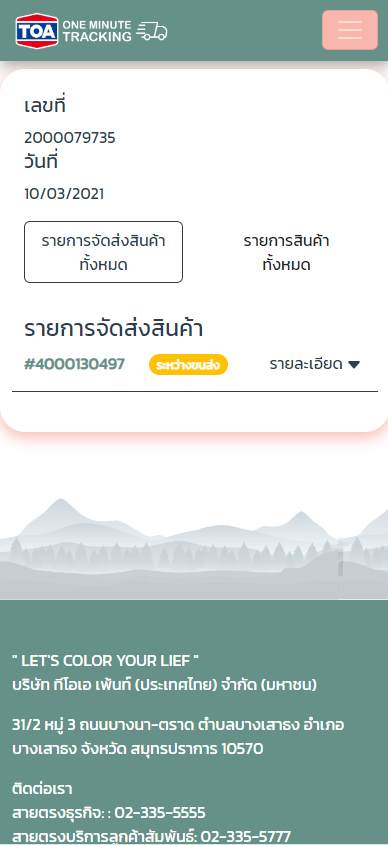 TOA ONE MINUTE
TRACKING
เลขที่
2000079735
วันที่
10/03/2021
รายการจัดส่งสินค้า
ทั้งหมด
รายการสินค้า
ทั้งหมด
รายการจัดส่งสินค้า
#4000130497 ระหว่างขนส่ง รายละเอียด
" LET'S COLOR YOUR LIEF "
บริษัท ทีโอเอ เพ้นท์ (ประเทศไทย) จำกัด (มหาชน)
31/2 หมู่ 3 ถนนบางนา-ตราด ตำบลบางเสาธง อำเภอ
บางเสาธง จังหวัด สมุทรปราการ 10570
ติดต่อเรา
สายตรงธุรกิจ: : 02-335-5555
สายตรงบริการลูกค้าสัมพันธ์: 02-335-5777